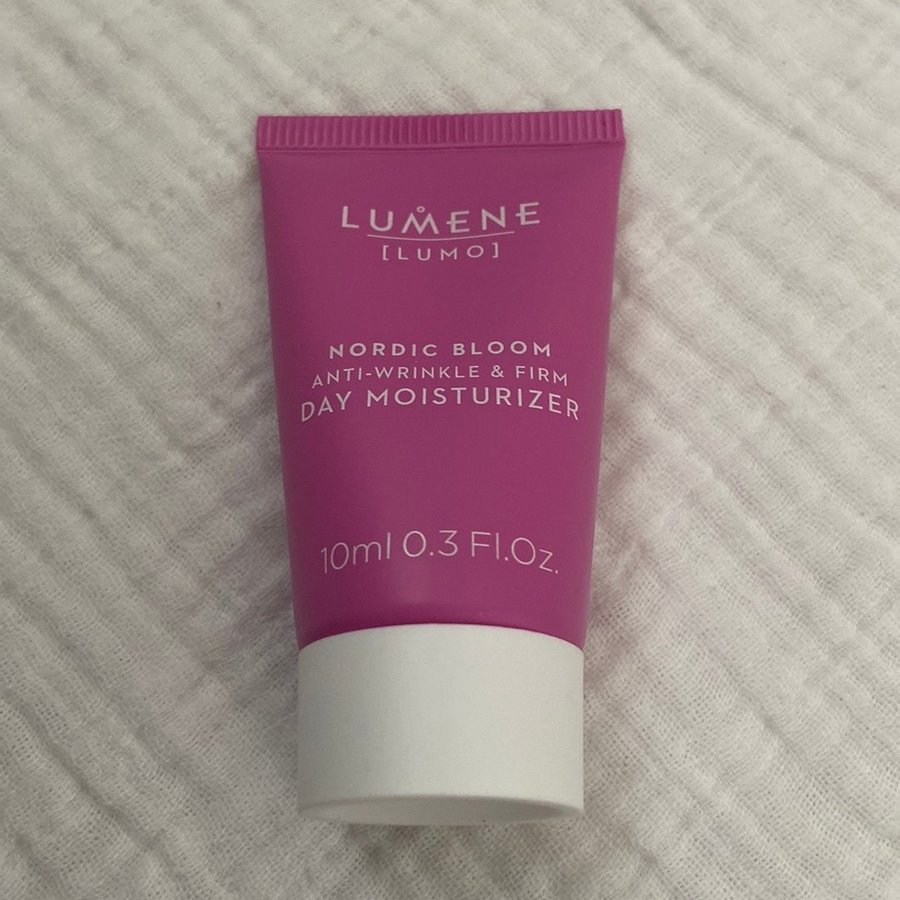 LUMENE
[LUMO]
NORDIC BLOOM
ANTI-WRINKLE & FIRM
DAY MOISTURIZER
10ml 0.3 Fl.Oz.